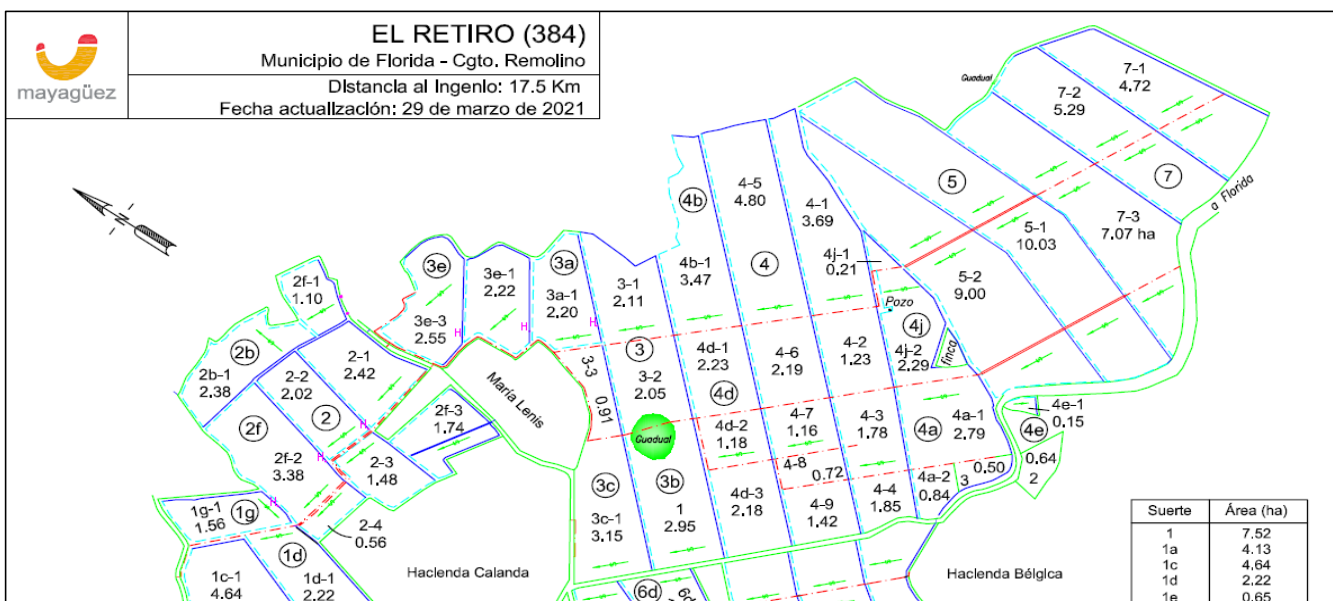 mayagüez
EL RETIRO (384)
Municipio de Florida - Cgto. Remolino
Distancia al Ingenio: 17.5 Km
Fecha actualización: 29 de marzo de 2021
N
Guadual
7-1
4.72
7-2
5.29
7
a Florida
7-3
7.07 ha
5
5-1
10.03
5-2
9.00
4b
4-5
4.80
4-1
3.69
4
4j-1
0.21
4b-1
3.47
Pozo
4j
4j-2
2.29
finca
3e
3e-1
2.22
3a
3a-1
2.20
3-1
2.11
3e-3
2.55
H
H
H
2f-1
1.10
2b
2b-1
2.38
2-1
2.42
2-2
2.02
2
H
María Lenis
3-3
0.91
3
3-2
2.05
4d-1
2.23
4d
4-6
2.19
4-2
1.23
Guadual
4d-2
1.18
4-7
1.16
4-3
1.78
4a
4a-1
2.79
4e-1
0.15
4e
0.64
2
2f
2f-2
3.38
H
2f-3
1.74
2-3
1.48
2-4
0.56
3c
3c-1
3.15
3b
1
2.95
4d-3
2.18
4-8
0.72
4-9
1.42
4-4
1.85
4a-2
0.84
3
0.50
1g-1
1.56
1g
H
1d
1c-1
4.64
1d-1
2.22
Hacienda Calanda
6d
6d
Hacienda Bélgica
Suerte Área (ha)
1 7.52
1a 4.13
1c 4.64
1d 2.22
1e 0.65